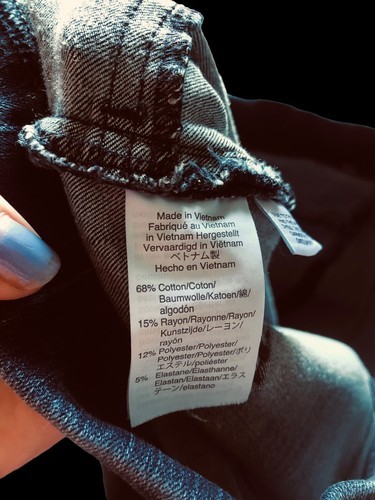 Made in Vietnam
Fabriqué au Vietnam
in Vietnam Hergestellt
Vervaardigd in Viëtnam
ベトナム製
Hecho en Vietnam
68% Cotton/Coton/
Baumwolle/Katoen/綿/
algodón
15% Rayon/Rayonne/Rayon/
Kunstzijde/レーヨン/
rayón
12% Polyester/Polyester/
Polyester/Polyester/ポリ
エステル/poliéster
5% Elastane/Élasthanne/
Elastan/Elastaan/エラス
テーン/elastano